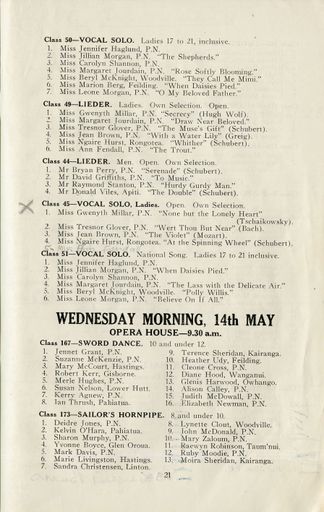 Class 50—VOCAL SOLO. Ladies 17 to 21, inclusive.
1. Miss Jennifer Haglund, P.N.
2. Miss Jillian Morgan, P.N. "The Shepherds."
3. Miss Carolyn Shannon, P.N.
4. Miss Margaret Jourdain, P.N. "Rose Softly Blooming."
5. Miss Beryl McKnight, Woodville. "They Call me Mimi."
6. Miss Marion Berg, Feilding. "When Daisies Pied."
7. Miss Leone Morgan, P.N. "O My Beloved Father."
Class 49—LIEDER. Ladies. Own Selection. Open.
1. Miss Gwenyth Millar, P.N. "Secrecy" (Hugh Wolf).
2. Miss Margaret Jourdain, P.N. "Draw Near Beloved."
3. Miss Tresnor Glover, P.N. "The Muse's Gift" (Schubert).
4. Miss Jean Brown, P.N. "With a Water Lily" (Greig).
5. Miss Ngaire Hurst, Rongotea. "Whither" (Schubert).
6. Miss Ann Fendall, P.N. "The Trout."
Class 44—LIEDER. Men. Open. Own Selection.
1. Mr Bryan Perry, P.N. "Serenade" (Schubert).
2. Mr David Griffiths, P.N. "To Music."
3. Mr Raymond Stanton, P.N. "Hurdy Gurdy Man."
4. Mr Donald Viles, Apiti. "The Double" (Schubert).
Class 45—VOCAL SOLO, Ladies. Open. Own Selection.
1. Miss Gwenyth Millar, P.N. "None but the Lonely Heart"
(Tschaikowsky).
2. Miss Tresnor Glover, P.N. "Wert Thou But Near" (Bach).
3. Miss Jean Brown, P.N. "The Violet" (Mozart).
4. Miss Ngaire Hurst, Rongotea. "At the Spinning Wheel" (Schubert).
Class 51—VOCAL SOLO. National Song. Ladies 17 to 21 inclusive.
1. Miss Jennifer Haglund, P.N.
2. Miss Jillian Morgan, P.N. "When Daisies Pied."
3. Miss Carolyn Shannon, P.N.
4. Miss Margaret Jourdain, P.N. "The Lass with the Delicate Air."
5. Miss Beryl McKnight, Woodville. "Polly Willis."
6. Miss Leone Morgan, P.N. "Believe On If All."
WEDNESDAY MORNING, 14th MAY
OPERA HOUSE—9.30 a.m.
Class 167—SWORD DANCE. 10 and under 12.
1. Jennet Grant, P.N.
2. Suzanne McKenzie, P.N.
3. Mary McCourt, Hastings.
4. Robert Kerr, Gisborne.
5. Merle Hughes, P.N.
6. Susan Nelson, Lower Hutt.
7. Kerry Agnew, P.N.
8. Ian Thrush, Pahiatua.
9. Terence Sheridan, Kairanga.
10. Heather Udy, Feilding.
11. Cleone Cross, P.N.
12. Diane Hood, Wanganui.
13. Glenis Harwood, Owhango.
14. Alison Calley, P.N.
15. Judith McDowall, P.N.
16. Elizabeth Newman, P.N.
Class 173—SAILOR'S HORNPIPE. 8 and under 10.
1. Deirdre Jones, P.N.
2. Kelvin O'Hara, Pahiatua.
3. Sharon Murphy, P.N.
4. Yvonne Boyce, Glen Oroua.
5. Mark Davis, P.N.
6. Marie Livingston, Hastings.
7. Sandra Christensen, Linton.
8. Lynette Clout, Woodville.
9. Iohn McDonald, P.N.
10. Mary Zaloum, P.N.
11. Raewyn Robinson, Taum'nui.
12. Ruby Moodie, P.N.
13. Moira Sheridan, Kairanga.
21